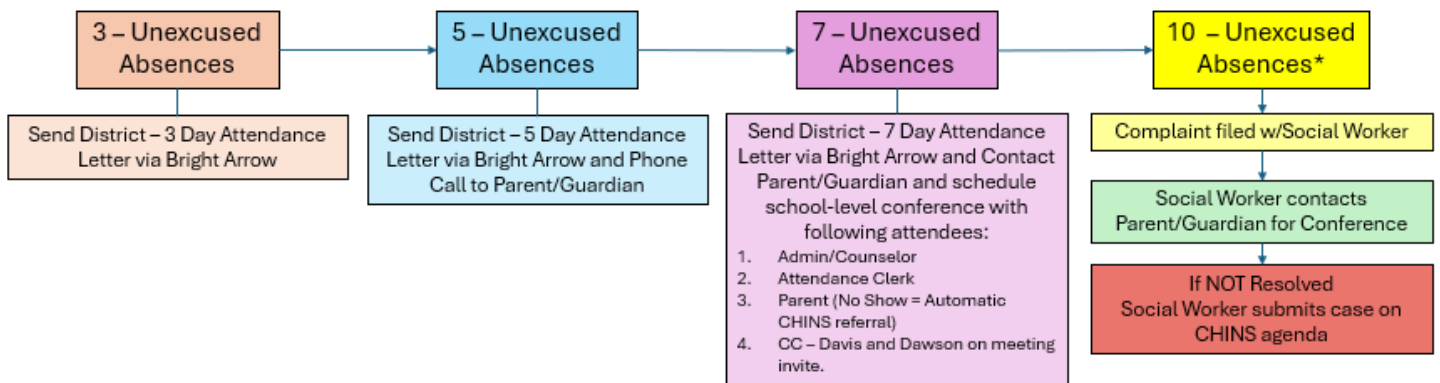 3 – Unexcused
Absences
Send District – 3 Day Attendance
Letter via Bright Arrow
5 – Unexcused
Absences
Send District – 5 Day Attendance
Letter via Bright Arrow and Phone
Call to Parent/Guardian
7 – Unexcused
Absences
Send District – 7 Day Attendance
Letter via Bright Arrow and Contact
Parent/Guardian and schedule
school-level conference with
following attendees:
1. Admin/Counselor
2. Attendance Clerk
3. Parent (No Show = Automatic
CHINS referral)
4. CC – Davis and Dawson on meeting
invite.
10 – Unexcused
Absences*
Complaint filed w/Social Worker
Social Worker contacts
Parent/Guardian for Conference
If NOT Resolved
Social Worker submits case on
CHINS agenda